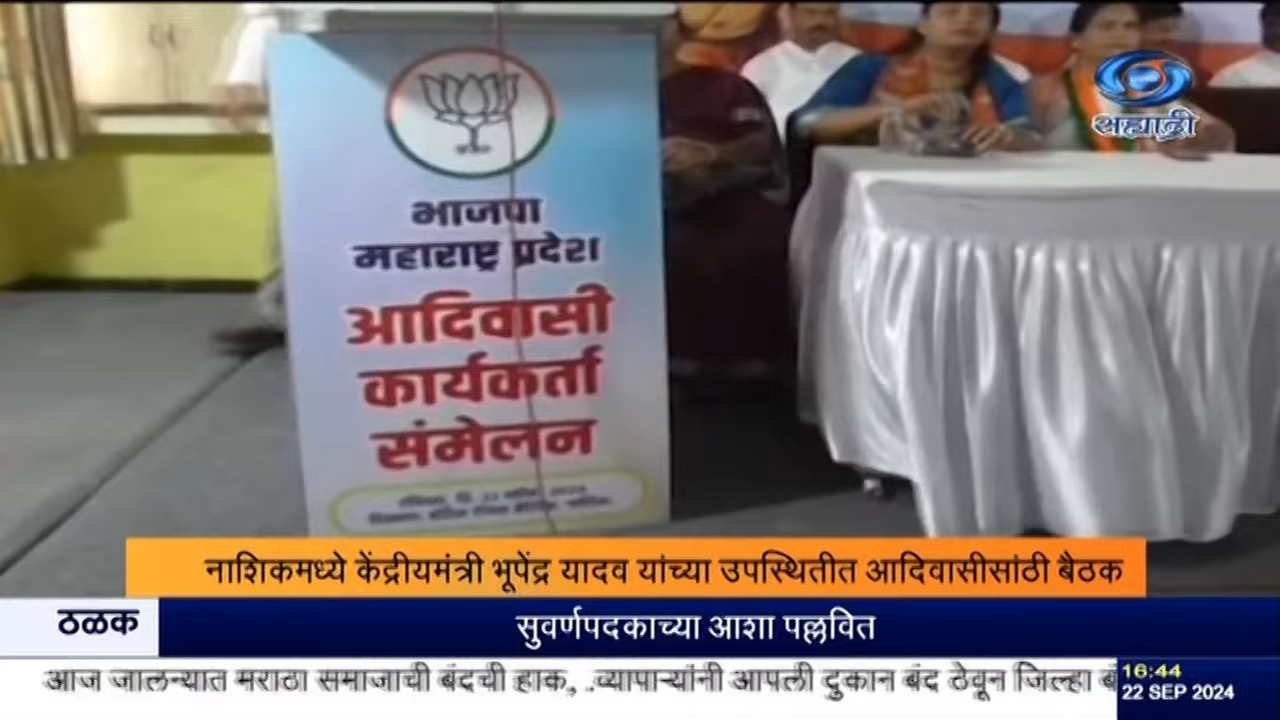 सह्याद्री
भाजपा
महाराष्ट्र प्रदेश
आदिवासी
कार्यकर्ता
संमेलन
नाशिकमध्ये केंद्रीयमंत्री भूपेंद्र यादव यांच्या उपस्थितीत आदिवासीसांठी बैठक
ठळक
सुवर्णपदकाच्या आशा पल्लवित
आज जालन्यात मराठा समाजाची बंदची हाक, .व्यापाऱ्यांनी आपली दुकान बंद ठेवून जिल्हा
16:44
22 SEP 2024